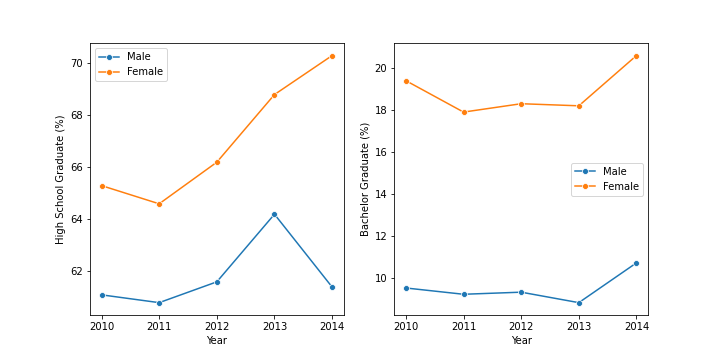 High School Graduate (%)
70
68
66
64
62
Male
Female
2010 2011 2012 2013 2014
Year
Bachelor Graduate (%)
20
18
16
14
12
10
Male
Female
2010 2011 2012 2013 2014
Year